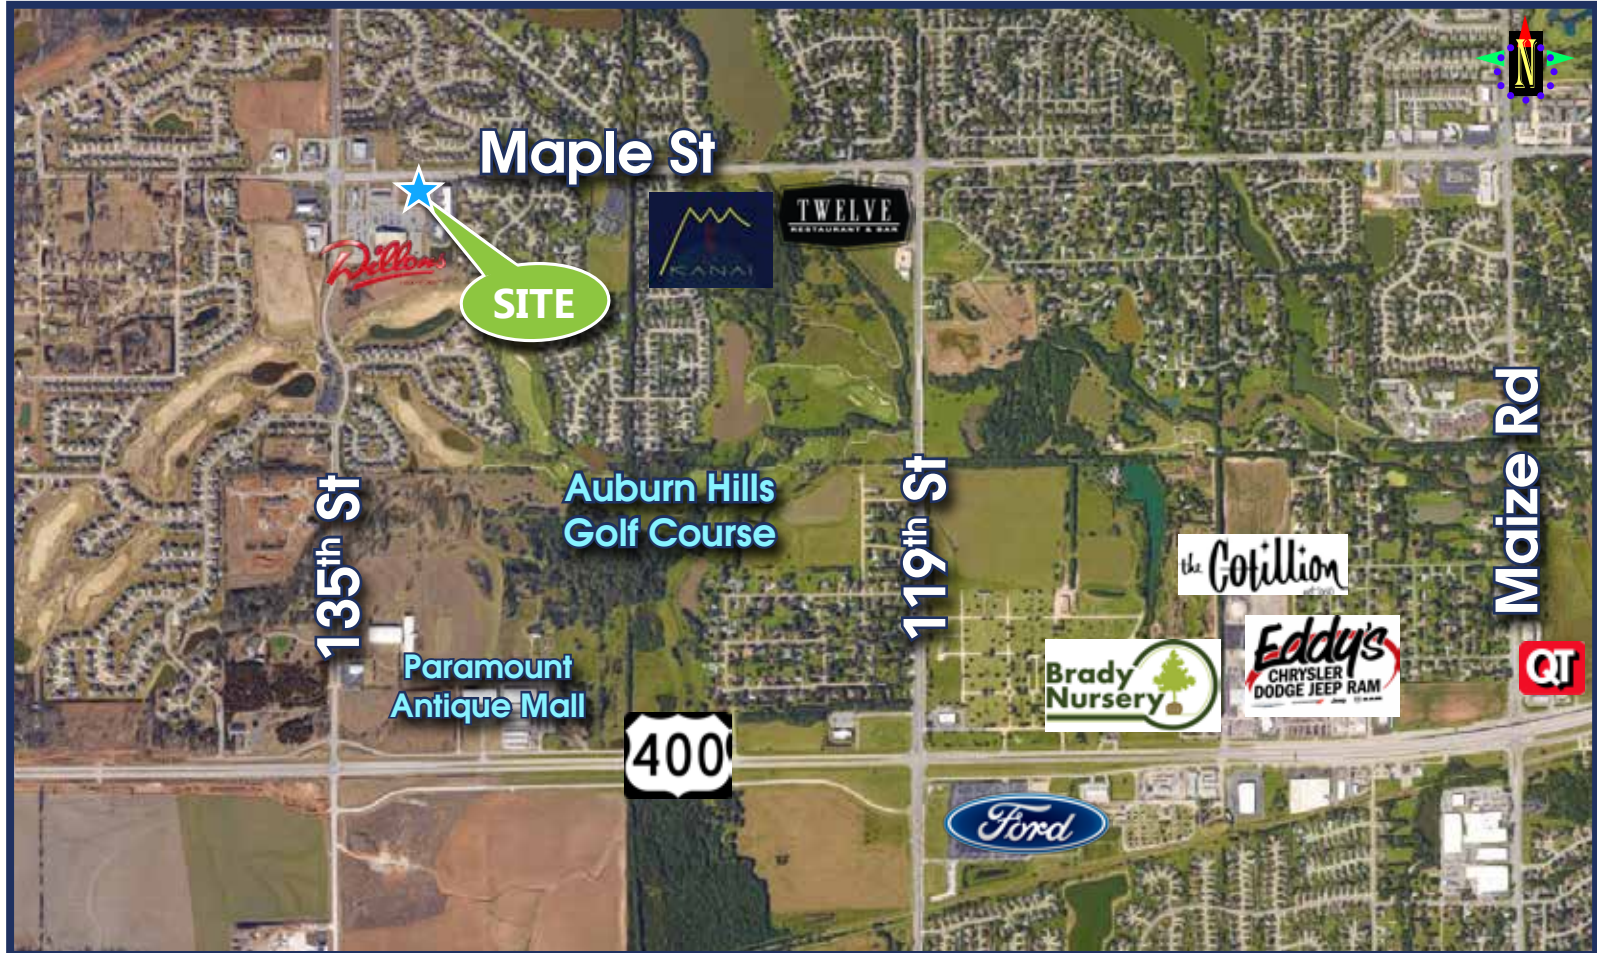 N
Maple St
TWELVE
RESTAURANT & BAR
KANAI
Dillons
SITE
Maize Rd
135th St
Auburn Hills
Golf Course
119th St
the Cotillion
Eddy's
CHRYSLER
DODGE JEEP RAM
Brady
Nursery
QT
Paramount
Antique Mall
400
Ford